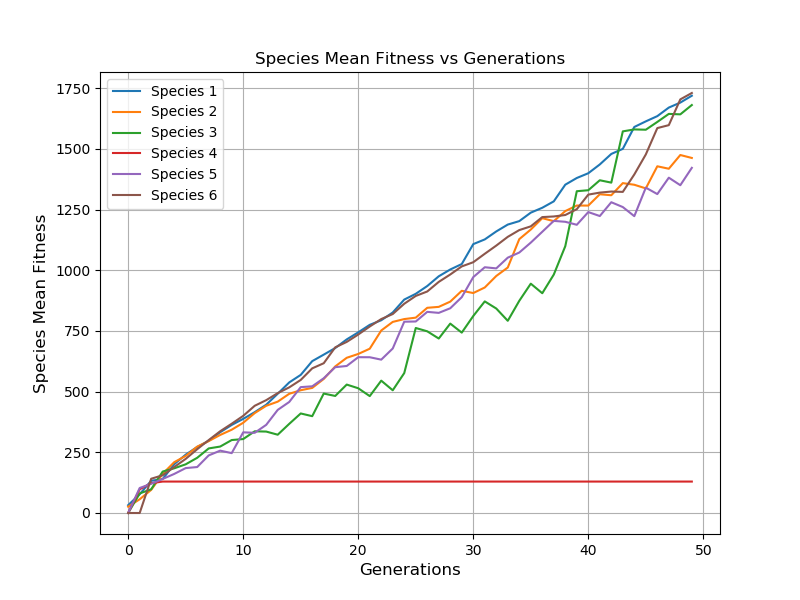 Species Mean Fitness vs Generations
Species Mean Fitness
1750
1500
1250
1000
750
500
250
0
Species 1
Species 2
Species 3
Species 4
Species 5
Species 6
0 10 20 30 40 50
Generations